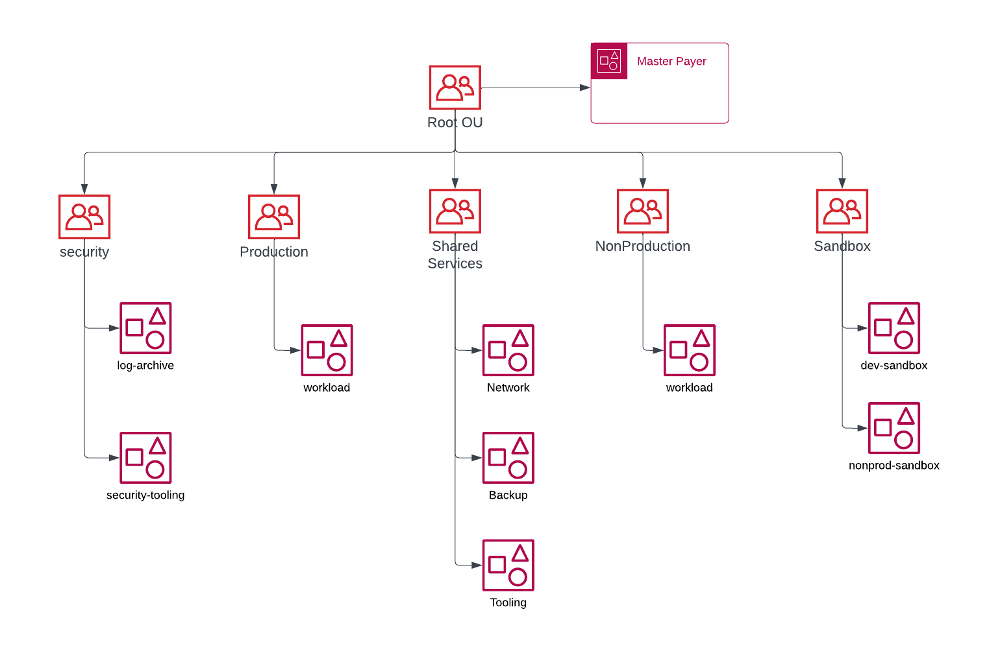 Master Payer
Root OU
security
Production
Shared
Services
NonProduction
Sandbox
log-archive
workload
Network
workload
dev-sandbox
nonprod-sandbox
security-tooling
Backup
Tooling